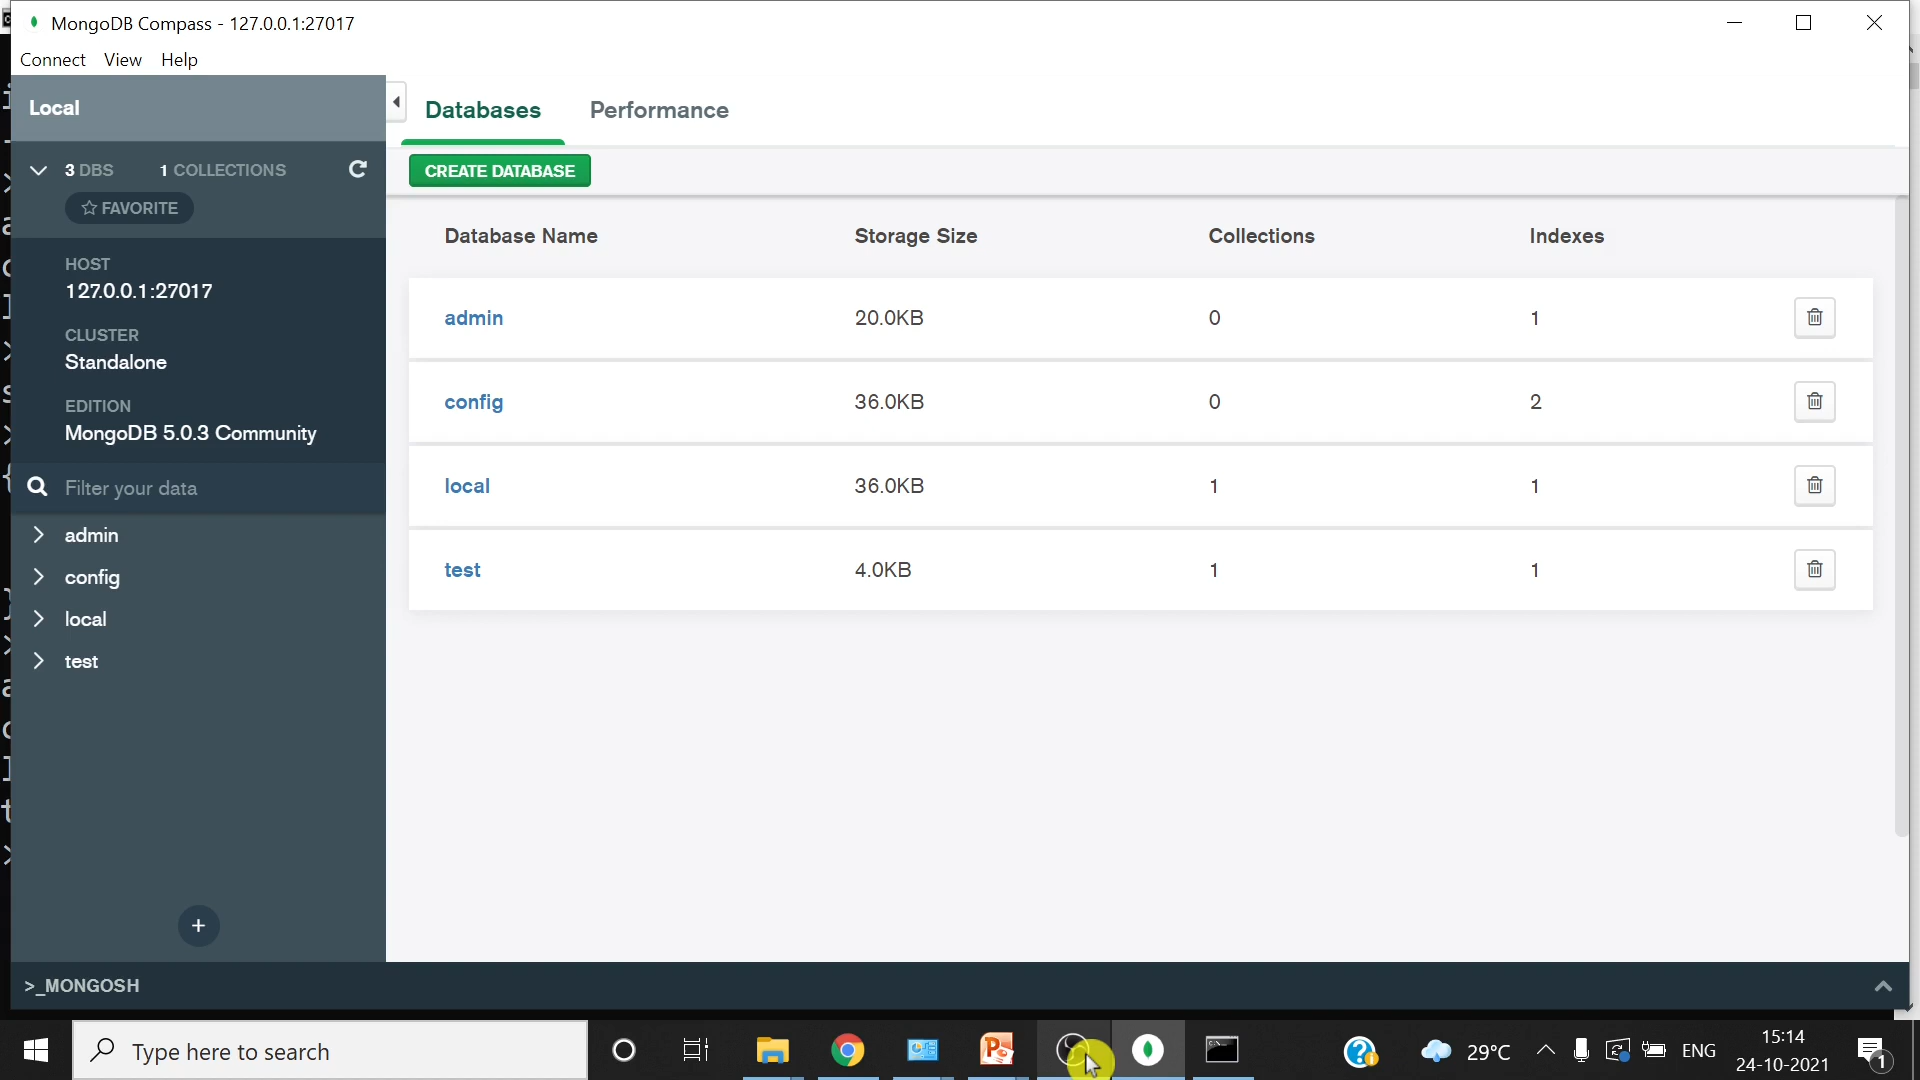 MongoDB Compass - 127.0.0.1:27017
Connect View Help
Local
Databases Performance
3 DBS 1 COLLECTIONS
FAVORITE
CREATE DATABASE
HOST
127.0.0.1:27017
CLUSTER
Standalone
EDITION
MongoDB 5.0.3 Community
Filter your data
admin
config
local
test
Database Name Storage Size Collections Indexes
admin 20.0KB 0 1
config 36.0KB 0 2
local 36.0KB 1 1
test 4.0KB 1 1
+
>_MONGOSH
Type here to search
29°C
ENG
15:14
24-10-2021
1